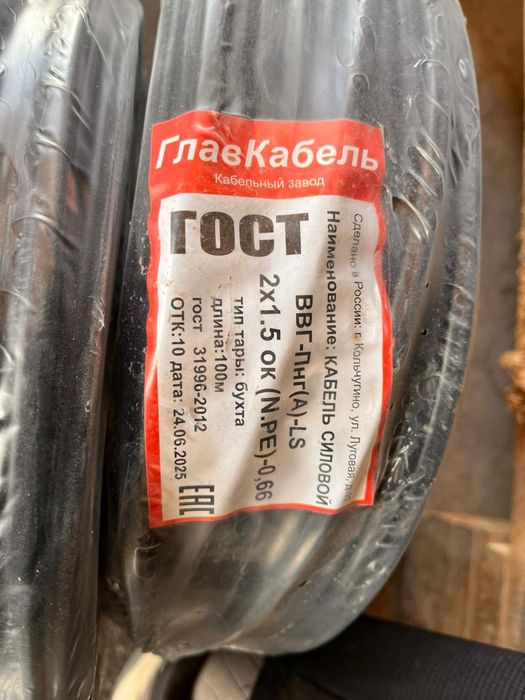 ГлавКабель
Кабельный завод
ГОСТ
Сделано в России: г. Кольчугино, ул. Луговая,
Наименование: КАБЕЛЬ СИЛОВОЙ
ВВГ-Пнг(А)-LS
2х1.5 ок (N.PE)-0,66
тип тары: бухта
длина:100м
гост 31996-2012
ОТК:10 дата: 24.06.2025
ЕАС